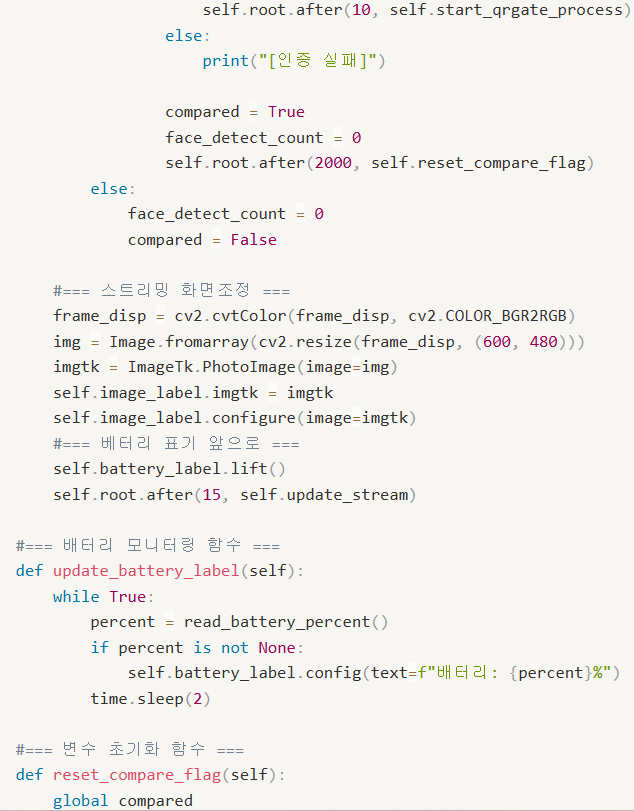 self.root.after(10, self.start_qrgate_process)
else:
print("[인증 실패]")
compared = True
face_detect_count = 0
self.root.after(2000, self.reset_compare_flag)
else:
face_detect_count = 0
compared = False
#=== 스트리밍 화면조정 ===
frame_disp = cv2.cvtColor(frame_disp, cv2.COLOR_BGR2RGB)
img = Image.fromarray(cv2.resize(frame_disp, (600, 480)))
imgtk = ImageTk.PhotoImage(image=img)
self.image_label.imgtk = imgtk
self.image_label.configure(image=imgtk)
#=== 베터리 표기 앞으로 ===
self.battery_label.lift()
self.root.after(15, self.update_stream)
#=== 배터리 모니터링 함수 ===
def update_battery_label(self):
while True:
percent = read_battery_percent()
if percent is not None:
self.battery_label.config(text=f"배터리: {percent}%")
time.sleep(2)
#=== 변수 초기화 함수 ===
def reset_compare_flag(self):
global compared